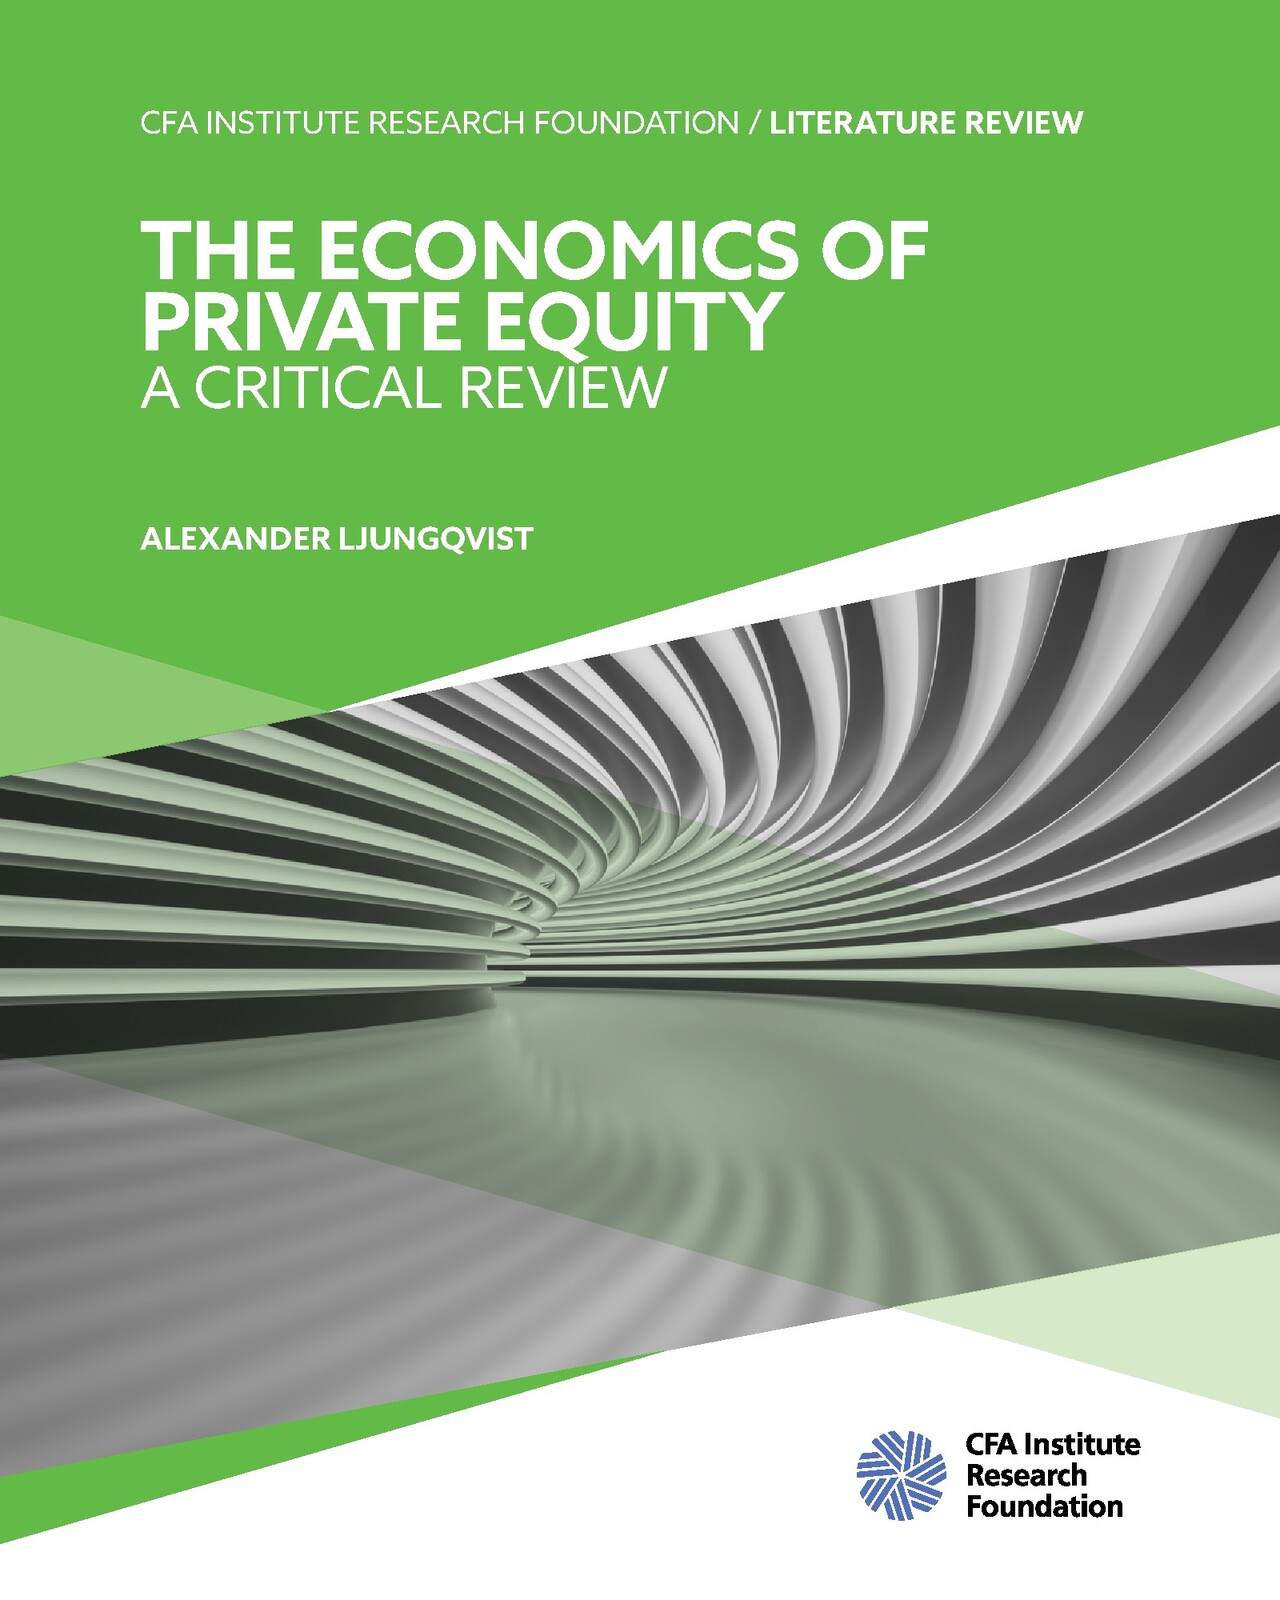 CFA INSTITUTE RESEARCH FOUNDATION / LITERATURE REVIEW
THE ECONOMICS OF
PRIVATE EQUITY
A CRITICAL REVIEW
ALEXANDER LJUNGQVIST
CFA Institute
Research
Foundation